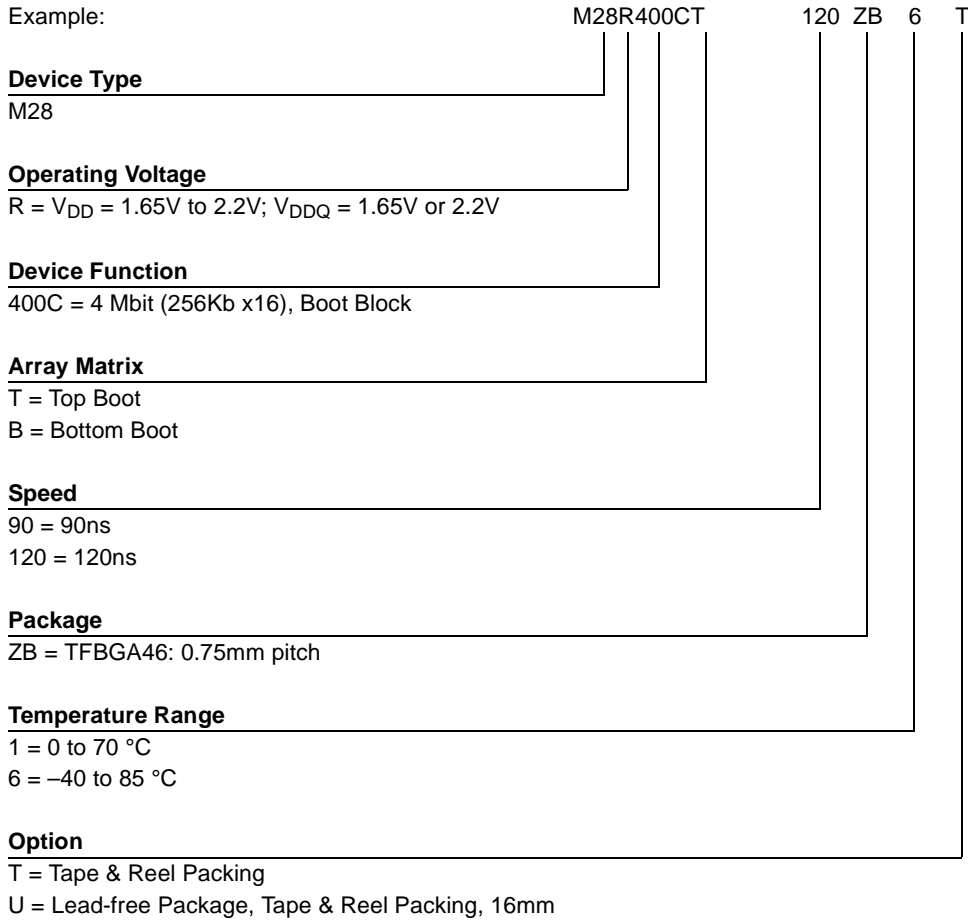 Example: M28R400CT 120 ZB 6 T
Device Type
M28
Operating Voltage
R = VDD = 1.65V to 2.2V; VDDQ = 1.65V or 2.2V
Device Function
400C = 4 Mbit (256Kb x16), Boot Block
Array Matrix
T = Top Boot
B = Bottom Boot
Speed
90 = 90ns
120 = 120ns
Package
ZB = TFBGA46: 0.75mm pitch
Temperature Range
1 = 0 to 70 °C
6 = –40 to 85 °C
Option
T = Tape & Reel Packing
U = Lead-free Package, Tape & Reel Packing, 16mm